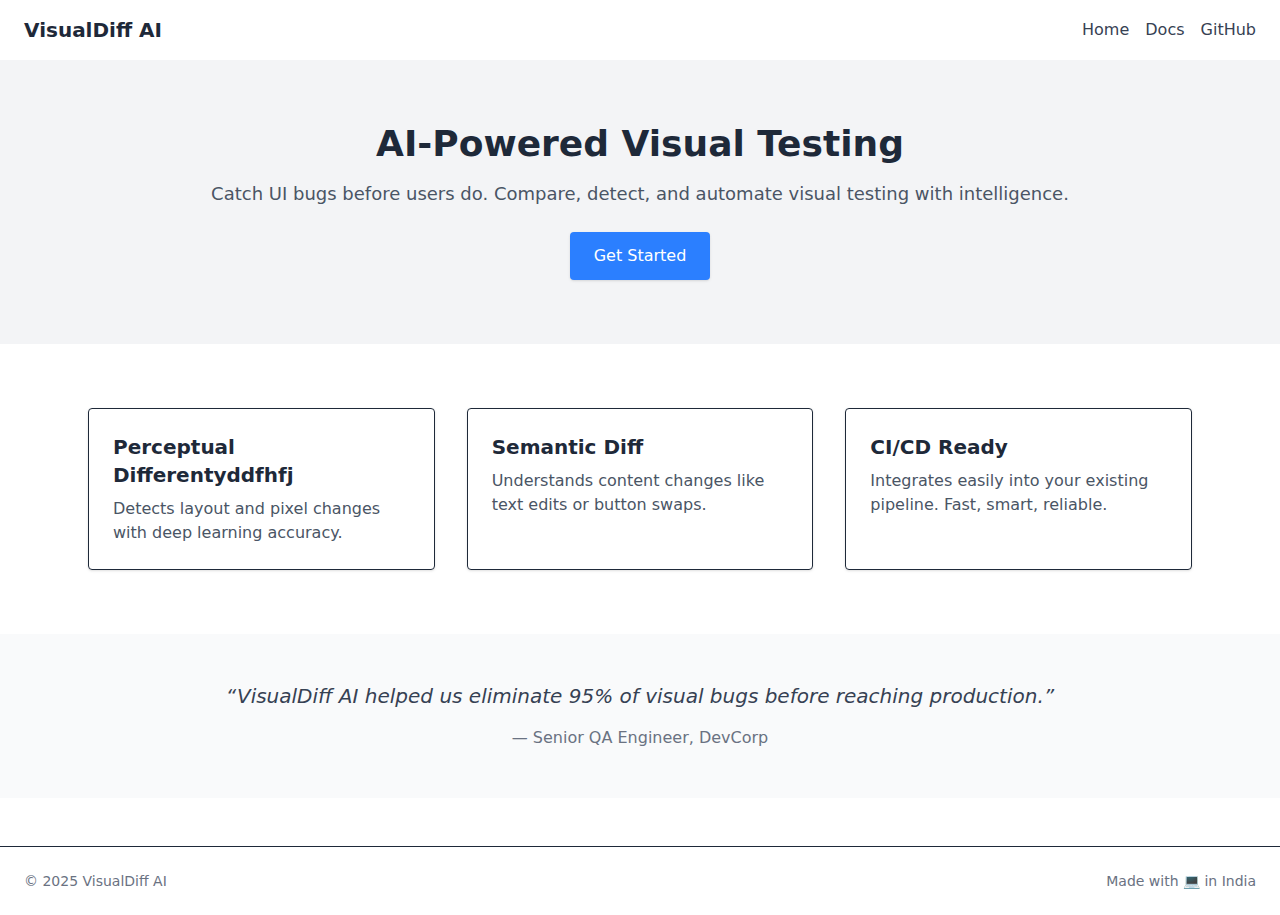 VisualDiff AI
Home Docs GitHub
AI-Powered Visual Testing
Catch UI bugs before users do. Compare, detect, and automate visual testing with intelligence.
Get Started
Perceptual
Differentyddfhfj
Detects layout and pixel changes
with deep learning accuracy.
Semantic Diff
Understands content changes like
text edits or button swaps.
CI/CD Ready
Integrates easily into your existing
pipeline. Fast, smart, reliable.
“VisualDiff AI helped us eliminate 95% of visual bugs before reaching production.”
— Senior QA Engineer, DevCorp
© 2025 VisualDiff AI
Made with 💻 in India